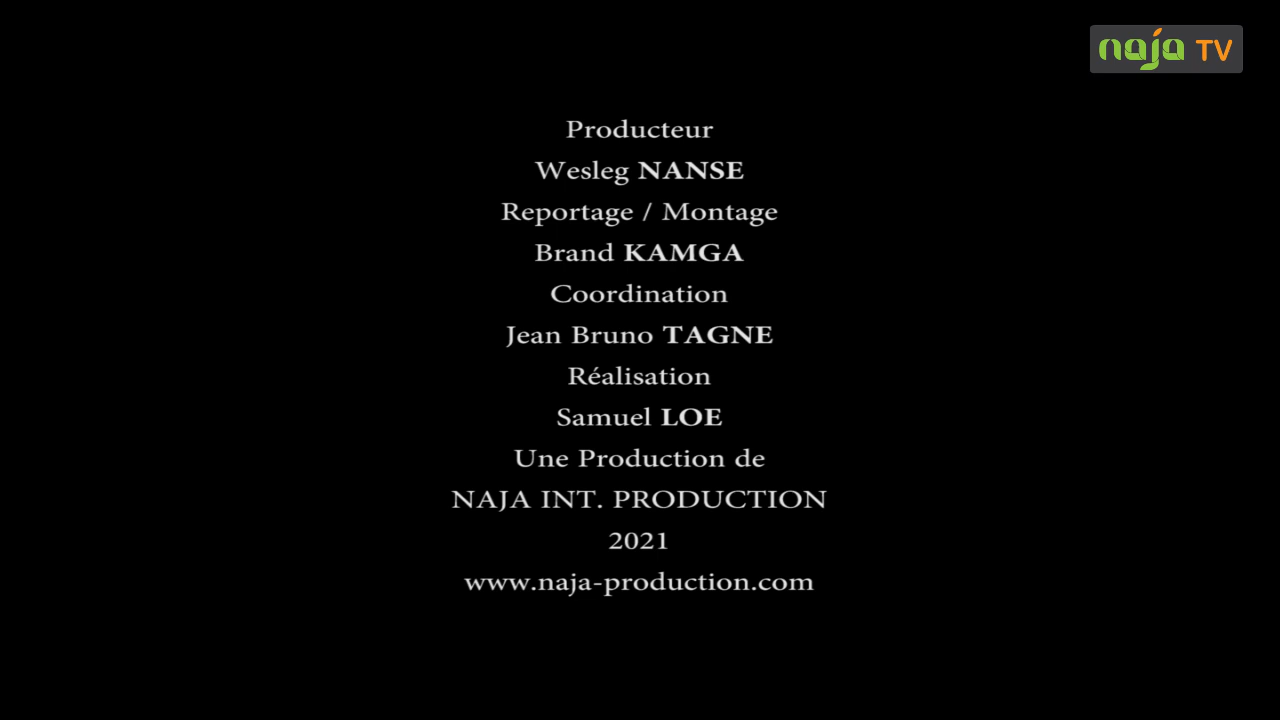 naja TV
Producteur
Wesleg NANSE
Reportage / Montage
Brand KAMGA
Coordination
Jean Bruno TAGNE
Réalisation
Samuel LOE
Une Production de
NAJA INT. PRODUCTION
2021
www.naja-production.com